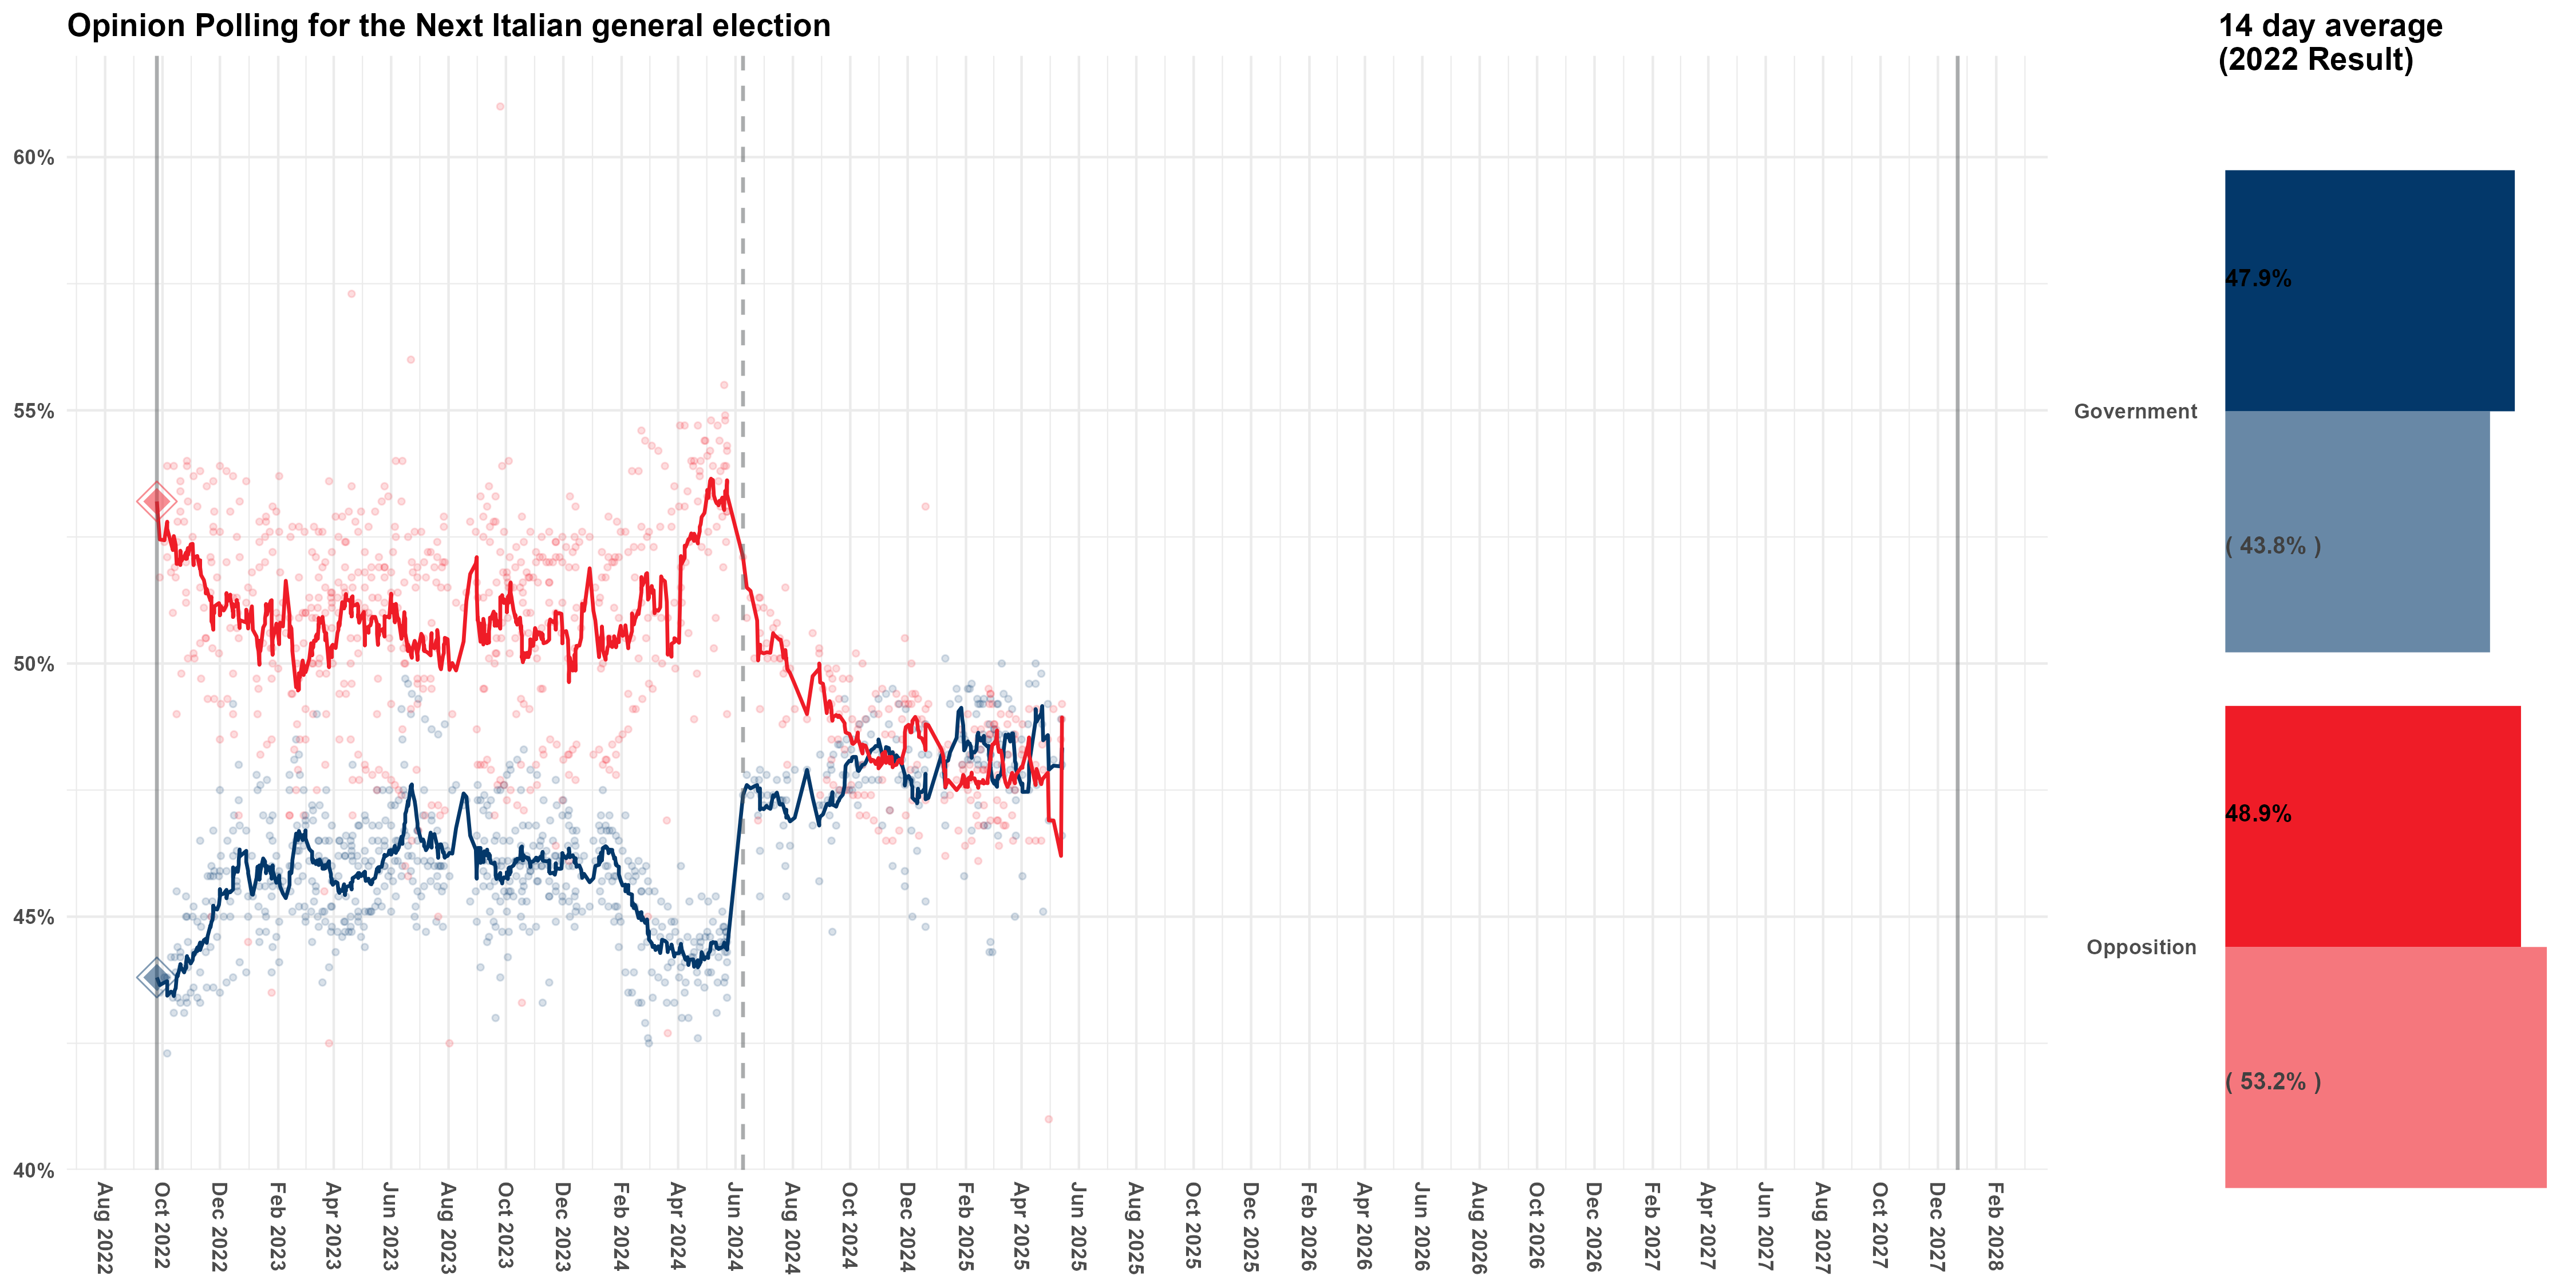 Opinion Polling for the Next Italian general election
14 day average
(2022 Result)
60%
55%
50%
45%
40%
Aug 2022
Oct 2022
Dec 2022
Feb 2023
Apr 2023
Jun 2023
Aug 2023
Oct 2023
Dec 2023
Feb 2024
Apr 2024
Jun 2024
Aug 2024
Oct 2024
Dec 2024
Feb 2025
Apr 2025
Jun 2025
Aug 2025
Oct 2025
Dec 2025
Feb 2026
Apr 2026
Jun 2026
Aug 2026
Oct 2026
Dec 2026
Feb 2027
Apr 2027
Jun 2027
Aug 2027
Oct 2027
Dec 2027
Feb 2028
Government
47.9%
( 43.8% )
Opposition
48.9%
( 53.2% )